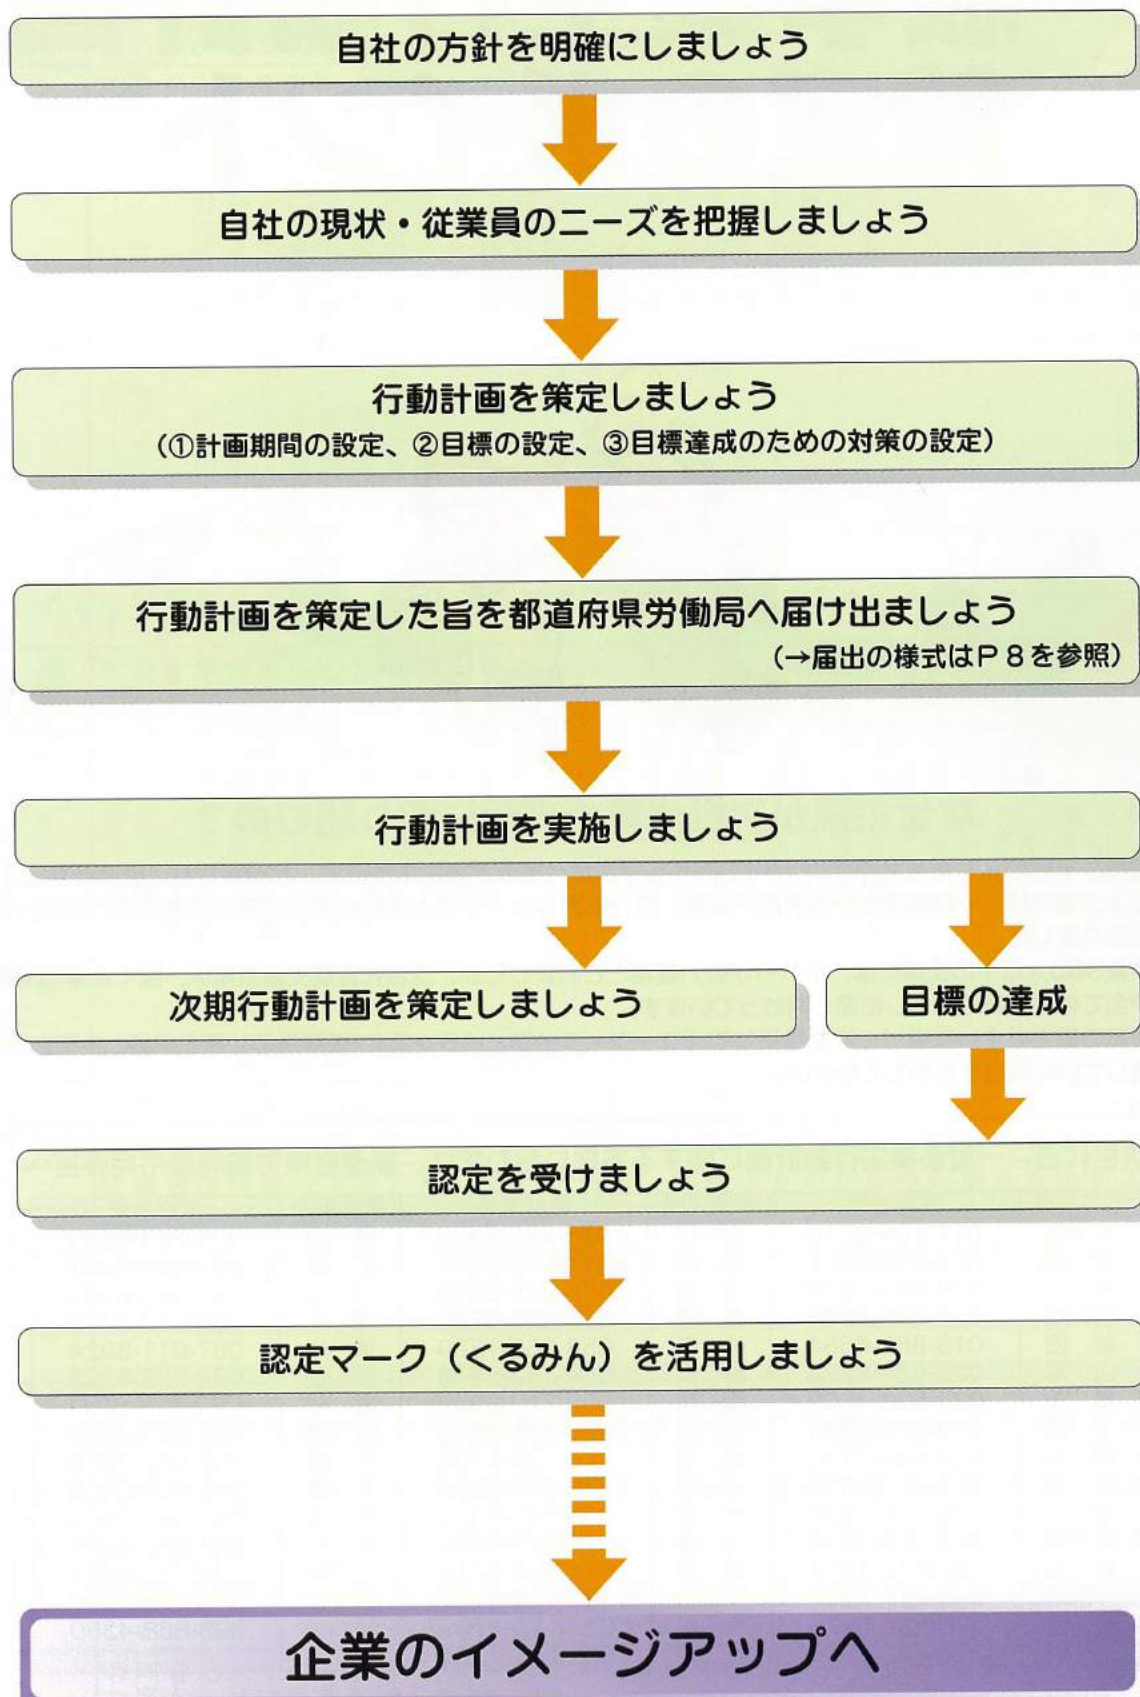 自社の方針を明確にしましょう
自社の現状・従業員のニーズを把握しましょう
行動計画を策定しましょう
（①計画期間の設定、②目標の設定、③目標達成のための対策の設定）
行動計画を策定した旨を都道府県労働局へ届け出ましょう
（→届出の様式はＰ８を参照）
行動計画を実施しましょう
次期行動計画を策定しましょう
目標の達成
認定を受けましょう
認定マーク（くるみん）を活用しましょう
企業のイメージアップへ